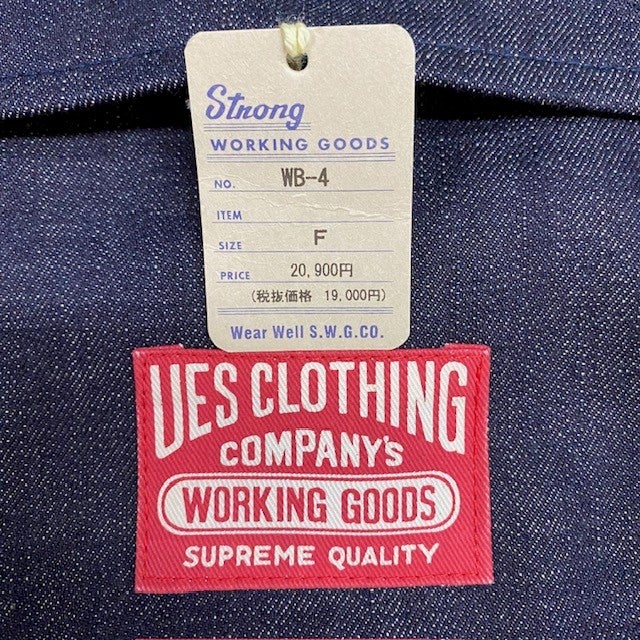 Strong
WORKING GOODS
NO. WB-4
ITEM
SIZE F
PRICE 20,900円
(税抜価格 19,000円)
Wear Well S.W.G.CO.
UES CLOTHING
COMPANY's
WORKING GOODS
SUPREME QUALITY